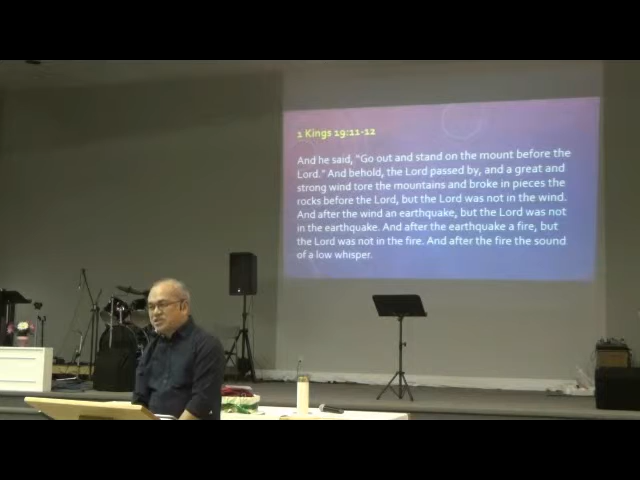 1 Kings 19:11-12
And he said, "Go out and stand on the mount before the
Lord." And behold, the Lord passed by, and a great and
strong wind tore the mountains and broke in pieces the
rocks before the Lord, but the Lord was not in the wind.
And after the wind an earthquake, but the Lord was not
in the earthquake. And after the earthquake a fire, but
the Lord was not in the fire. And after the fire the sound
of a low whisper.